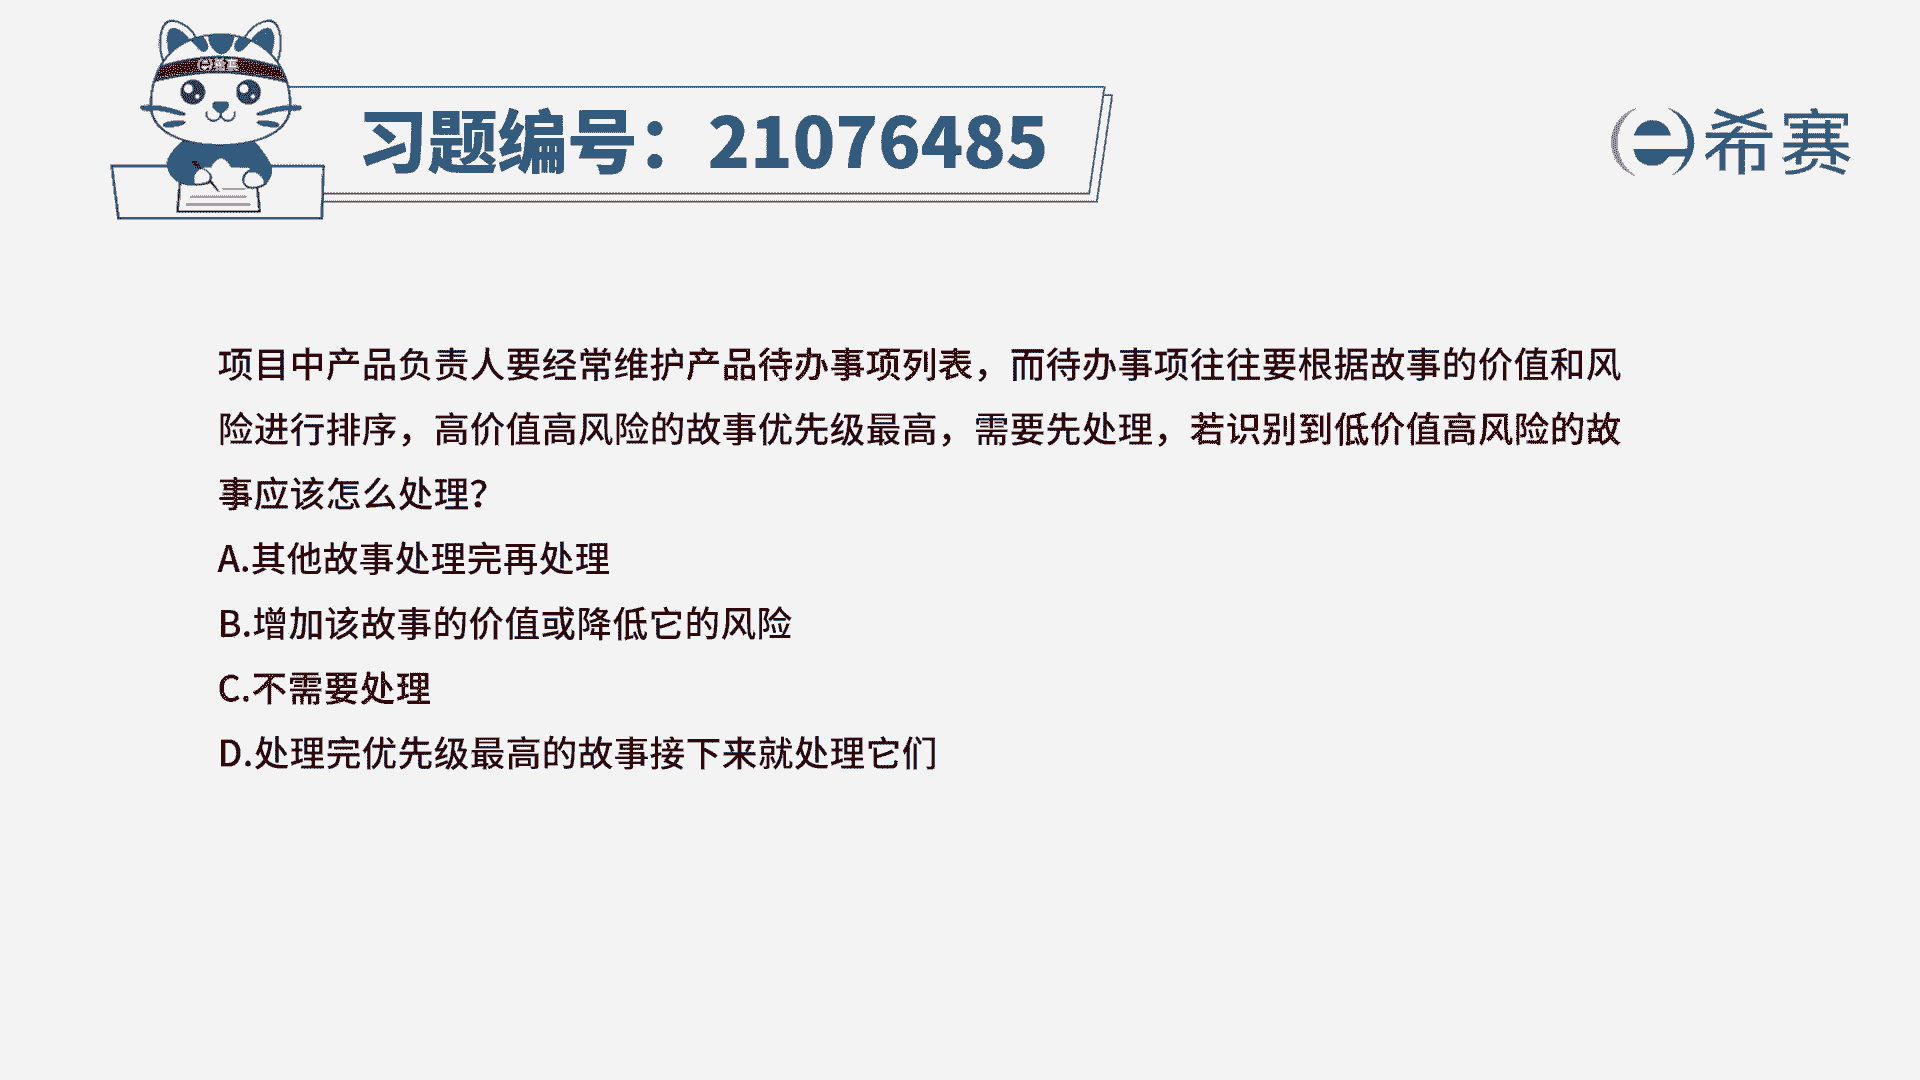 希赛
习题编号：21076485
希赛
项目中产品负责人要经常维护产品待办事项列表，而待办事项往往要根据故事的价值和风
险进行排序，高价值高风险的故事优先级最高，需要先处理，若识别到低价值高风险的故
事应该怎么处理？
A.其他故事处理完再处理
B.增加该故事的价值或降低它的风险
C.不需要处理
D.处理完优先级最高的故事接下来就处理它们